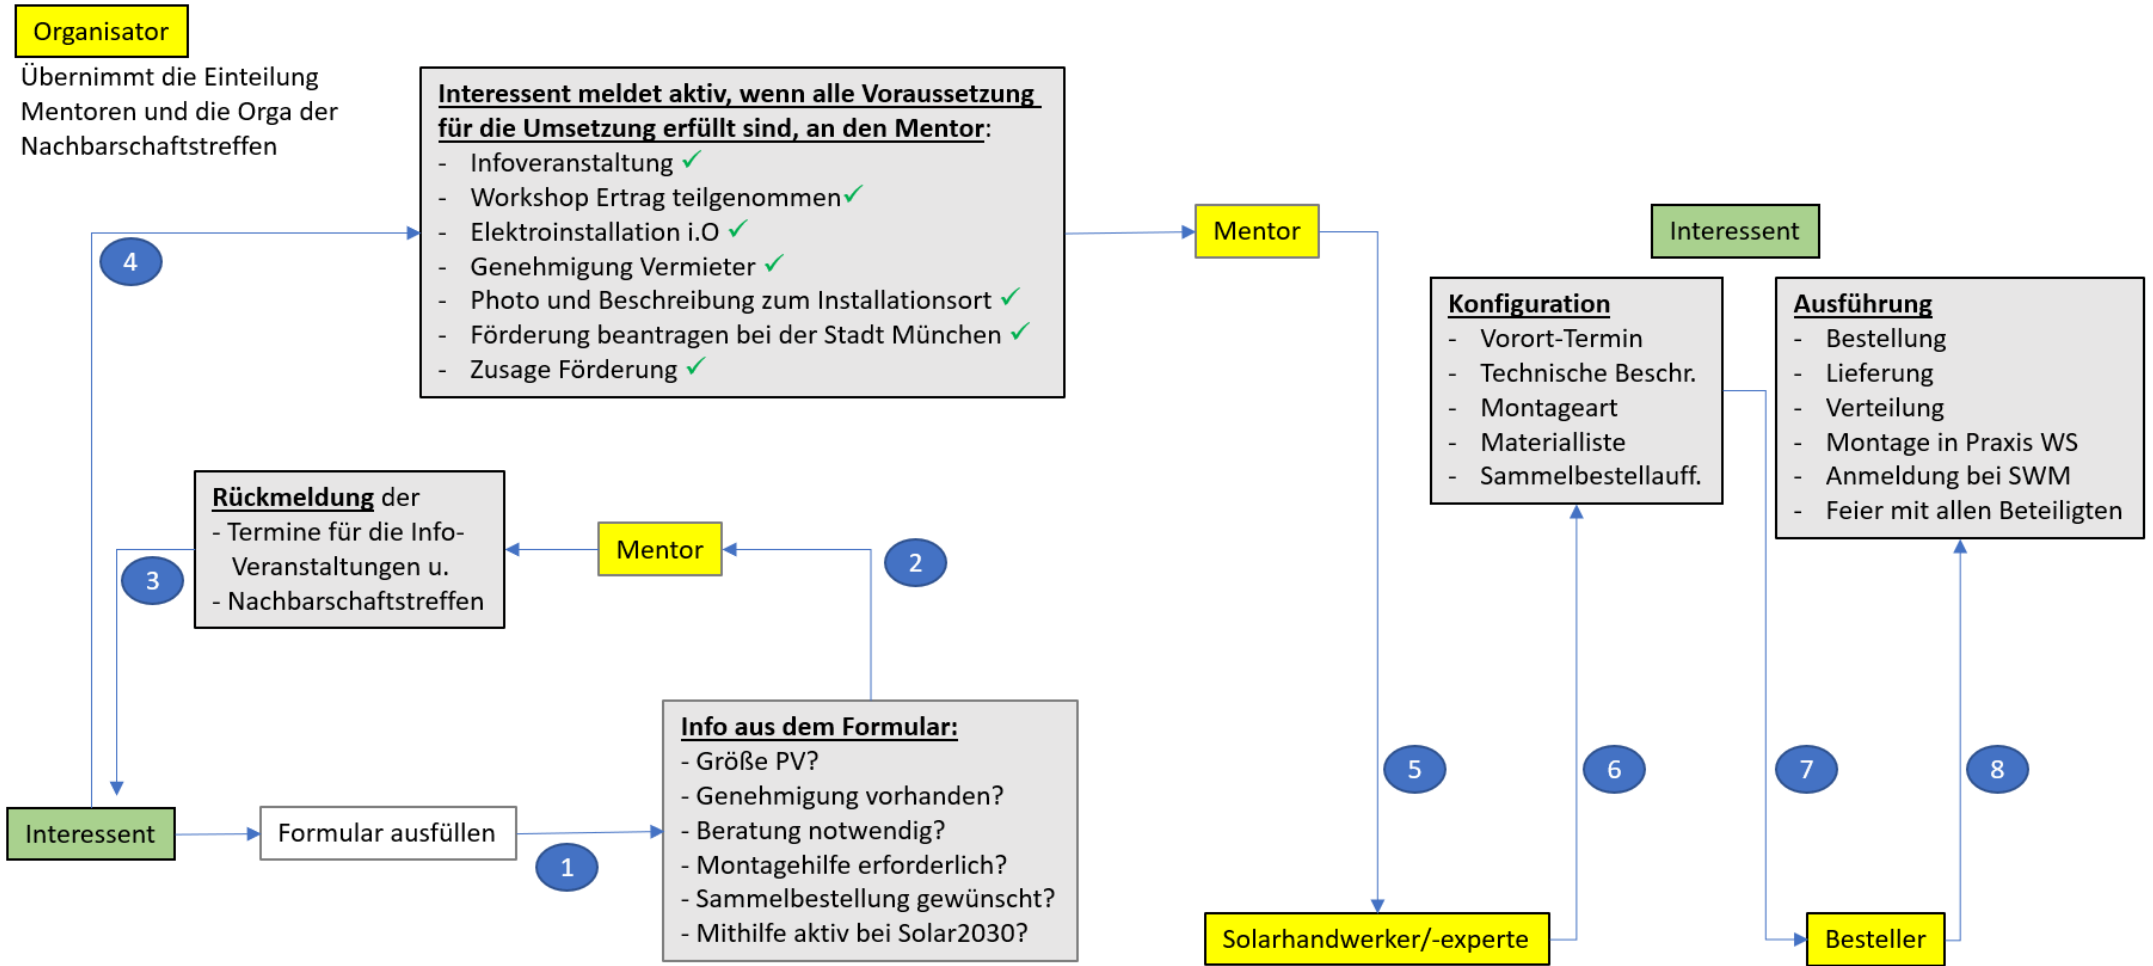 Organisator
Übernimmt die Einteilung
Mentoren und die Orga der
Nachbarschaftstreffen
Interessent meldet aktiv, wenn alle Voraussetzung
für die Umsetzung erfüllt sind, an den Mentor:
- Infoveranstaltung ✓
- Workshop Ertrag teilgenommen✓
- Elektroinstallation i.O ✓
- Genehmigung Vermieter ✓
- Photo und Beschreibung zum Installationsort ✓
- Förderung beantragen bei der Stadt München ✓
- Zusage Förderung ✓
4
Mentor
Interessent
Konfiguration
- Vorort-Termin
- Technische Beschr.
- Montageart
- Materialliste
- Sammelbestellauff.
Ausführung
- Bestellung
- Lieferung
- Verteilung
- Montage in Praxis WS
- Anmeldung bei SWM
- Feier mit allen Beteiligten
Rückmeldung der
- Termine für die Info-
Veranstaltungen u.
- Nachbarschaftstreffen
3
Mentor
2
Info aus dem Formular:
- Größe PV?
- Genehmigung vorhanden?
- Beratung notwendig?
- Montagehilfe erforderlich?
- Sammelbestellung gewünscht?
- Mithilfe aktiv bei Solar2030?
Interessent
Formular ausfüllen
1
5
6
7
8
Solarhandwerker/-experte
Besteller